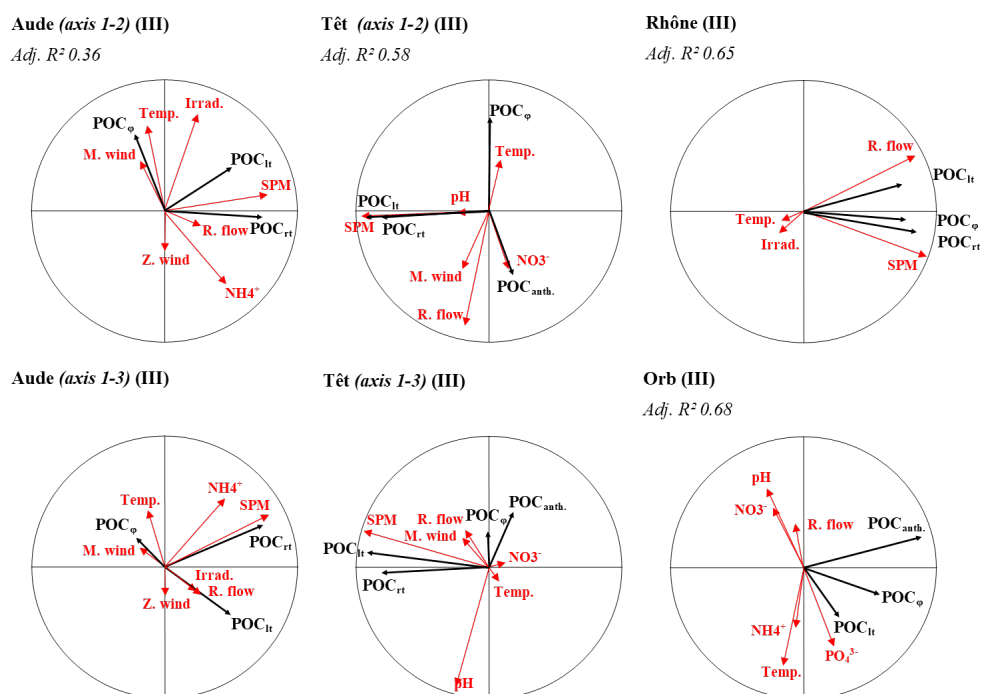 Aude (axis 1-2) (III)
Adj. R² 0.36
Irrad.
Temp.
POCφ
M. wind
POClt
SPM
R. flow
POCrt
Z. wind
NH4⁺
Têt (axis 1-2) (III)
Adj. R² 0.58
POCφ
Temp.
pH
POClt
SPM
POCrt
M. wind
NO3⁻
POCanth.
R. flow
Rhône (III)
Adj. R² 0.65
R. flow
POClt
Temp.
POCφ
Irrad.
POCrt
SPM
Aude (axis 1-3) (III)
NH4⁺
Temp.
SPM
POCφ
POCrt
M. wind
Irrad.
R. flow
Z. wind
POClt
Têt (axis 1-3) (III)
POCanth.
SPM
R. flow
POCφ
M. wind
POClt
NO3⁻
POCrt
Temp.
pH
Orb (III)
Adj. R² 0.68
pH
NO3⁻
R. flow
POCanth.
POCφ
NH4⁺
POClt
PO₄³⁻
Temp.